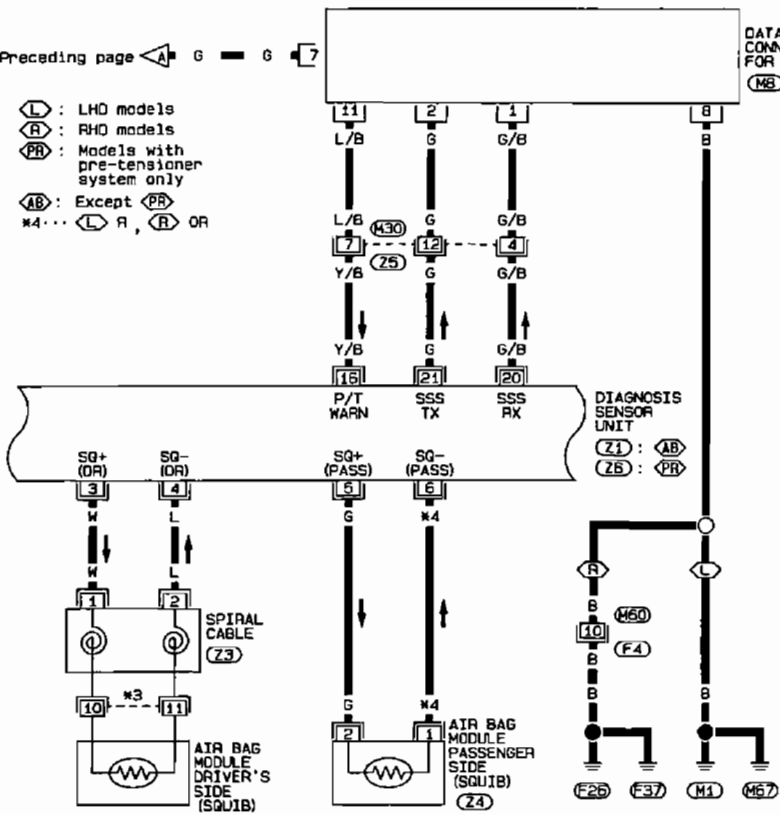 DATA
CONN
FOR
M8
Preceding page A G G 7
11 2 1 8
L/B G G/B B
L : LHD models
R : RHD models
PR : Models with
pre-tensioner
system only
AB : Except PR
*4... L R , R OR
L/B G G/B
M30
7 12 4
Z5
Y/B G G/B
Y/B G G/B
16 21 20
P/T
WARN
SSS
TX
SSS
RX
DIAGNOSIS
SENSOR
UNIT
Z1 : AB
Z6 : PR
SQ+
(DR)
SQ-
(DR)
SQ+
(PASS)
SQ-
(PASS)
3 4 5 6
W L G *4
W L
1 2
SPIRAL
CABLE
Z3
R L
B
M60
10
F4
B
B B
*3
10 11
G *4
2 1
AIR BAG
MODULE
DRIVER'S
SIDE
(SQUIB)
AIR BAG
MODULE
PASSENGER
SIDE
(SQUIB)
Z4
F26 F37 M1 M67